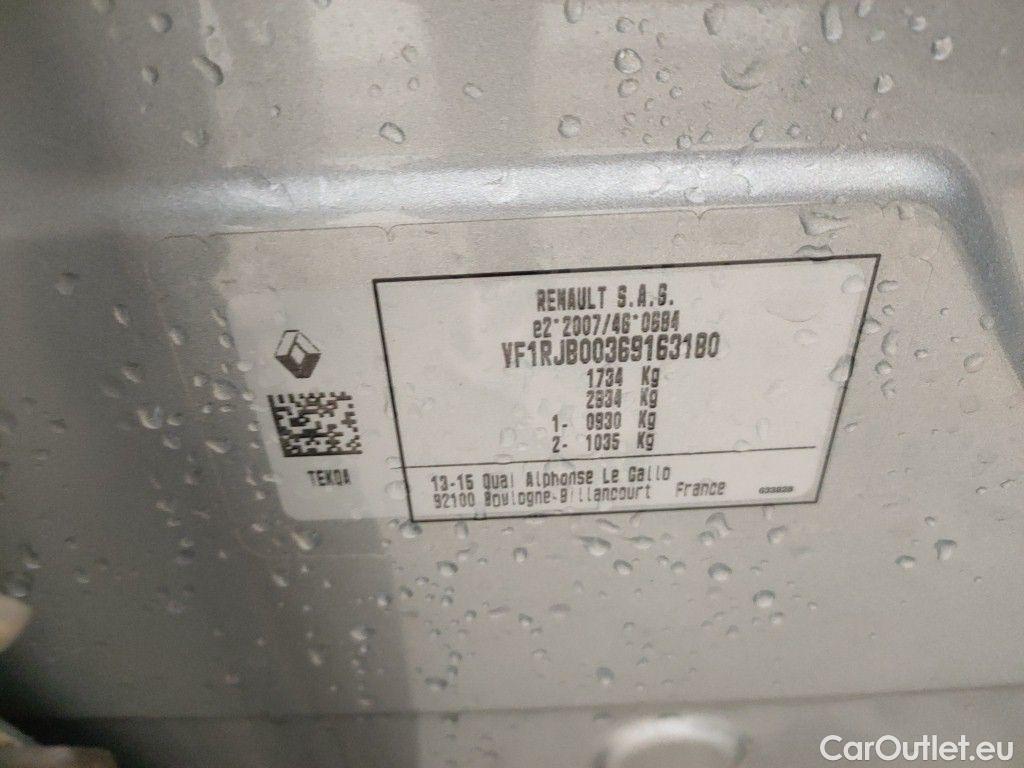 RENAULT S.A.S.
e2*2007/46*0684
VF1RJB00369163180
1734 Kg
2934 Kg
1- 0930 Kg
2- 1035 Kg
TEKQA
13-15 Quai Alphonse Le Gallo
92100 Boulogne-Billancourt France
CarOutlet.eu